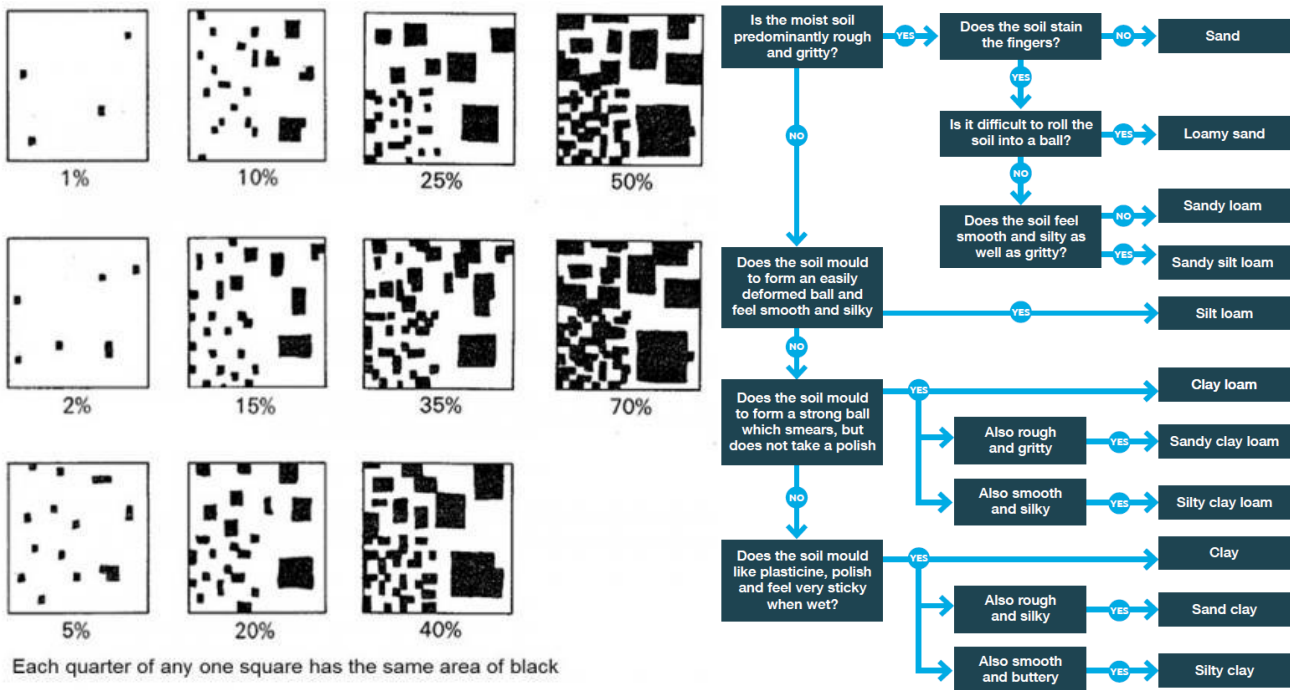 1%
10%
25%
50%
2%
15%
35%
70%
5%
20%
40%
Each quarter of any one square has the same area of black
Is the moist soil
predominantly rough
and gritty?
YES
Does the soil stain
the fingers?
NO
Sand
YES
Is it difficult to roll the
soil into a ball?
YES
Loamy sand
NO
Does the soil feel
smooth and silty as
well as gritty?
NO
Sandy loam
YES
Sandy silt loam
NO
Does the soil mould
to form an easily
deformed ball and
feel smooth and silky
YES
Silt loam
NO
Does the soil mould
to form a strong ball
which smears, but
does not take a polish
YES
Clay loam
Also rough
and gritty
YES
Sandy clay loam
Also smooth
and silky
YES
Silty clay loam
NO
Does the soil mould
like plasticine, polish
and feel very sticky
when wet?
YES
Clay
Also rough
and silky
YES
Sand clay
Also smooth
and buttery
YES
Silty clay